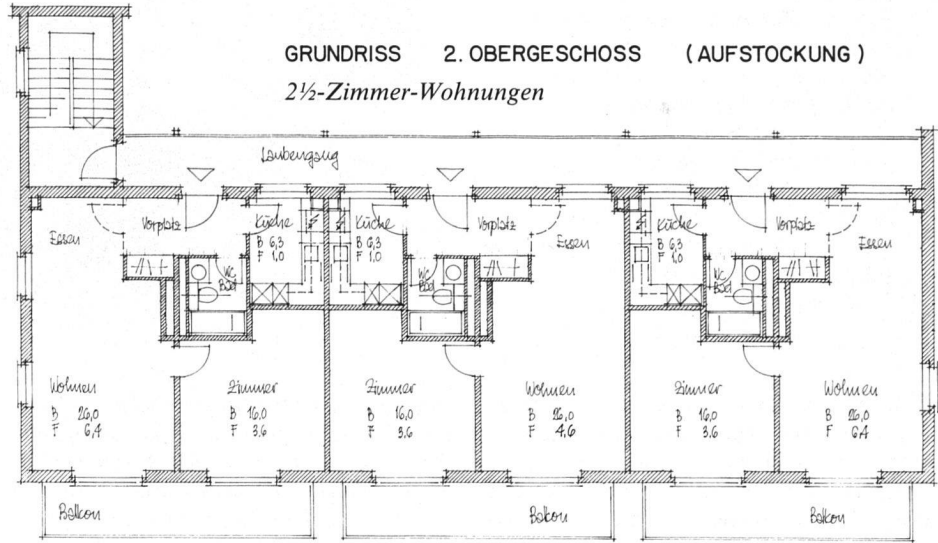 GRUNDRISS 2. OBERGESCHOSS (AUFSTOCKUNG)
2½-Zimmer-Wohnungen
Laubengang
Essen
Vorplatz
Küche
B 6,3
F 1,0
WC
Bad
Küche
B 6,3
F 1,0
WC
Bad
Vorplatz
Essen
Küche
B 6,3
F 1,0
WC
Bad
Vorplatz
Essen
Wohnen
B 26,0
F 6,4
Zimmer
B 16,0
F 3,6
Zimmer
B 16,0
F 3,6
Wohnen
B 26,0
F 4,6
Zimmer
B 16,0
F 3,6
Wohnen
B 26,0
F 6,4
Balkon
Balkon
Balkon